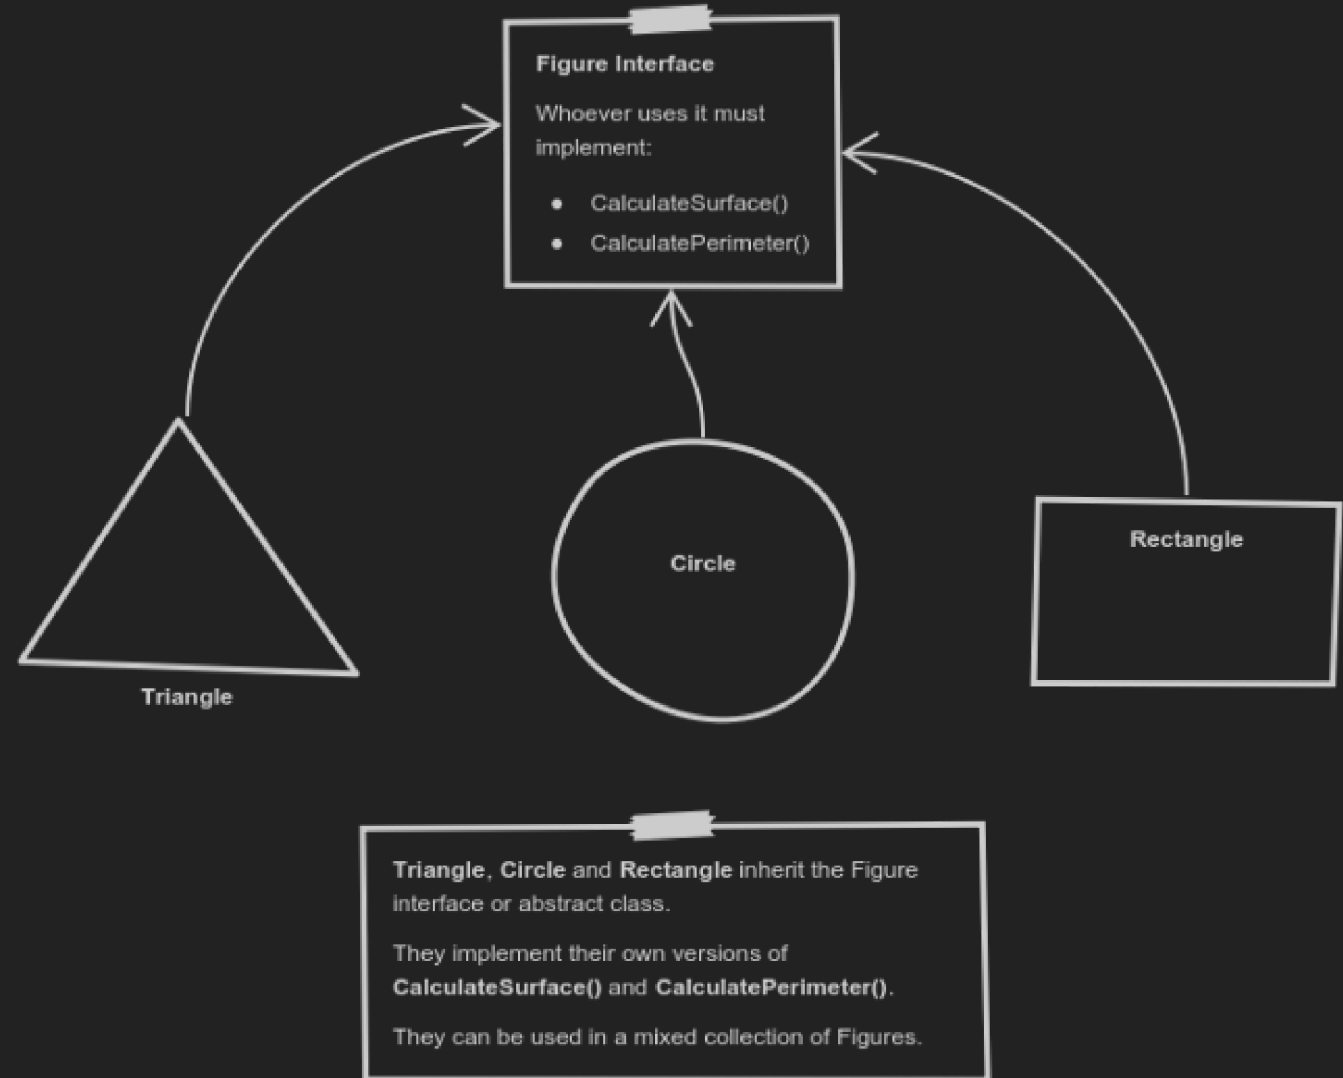 Figure Interface
Whoever uses it must
implement:
● CalculateSurface()
● CalculatePerimeter()
Circle
Rectangle
Triangle
Triangle, Circle and Rectangle inherit the Figure
interface or abstract class.
They implement their own versions of
CalculateSurface() and CalculatePerimeter().
They can be used in a mixed collection of Figures.